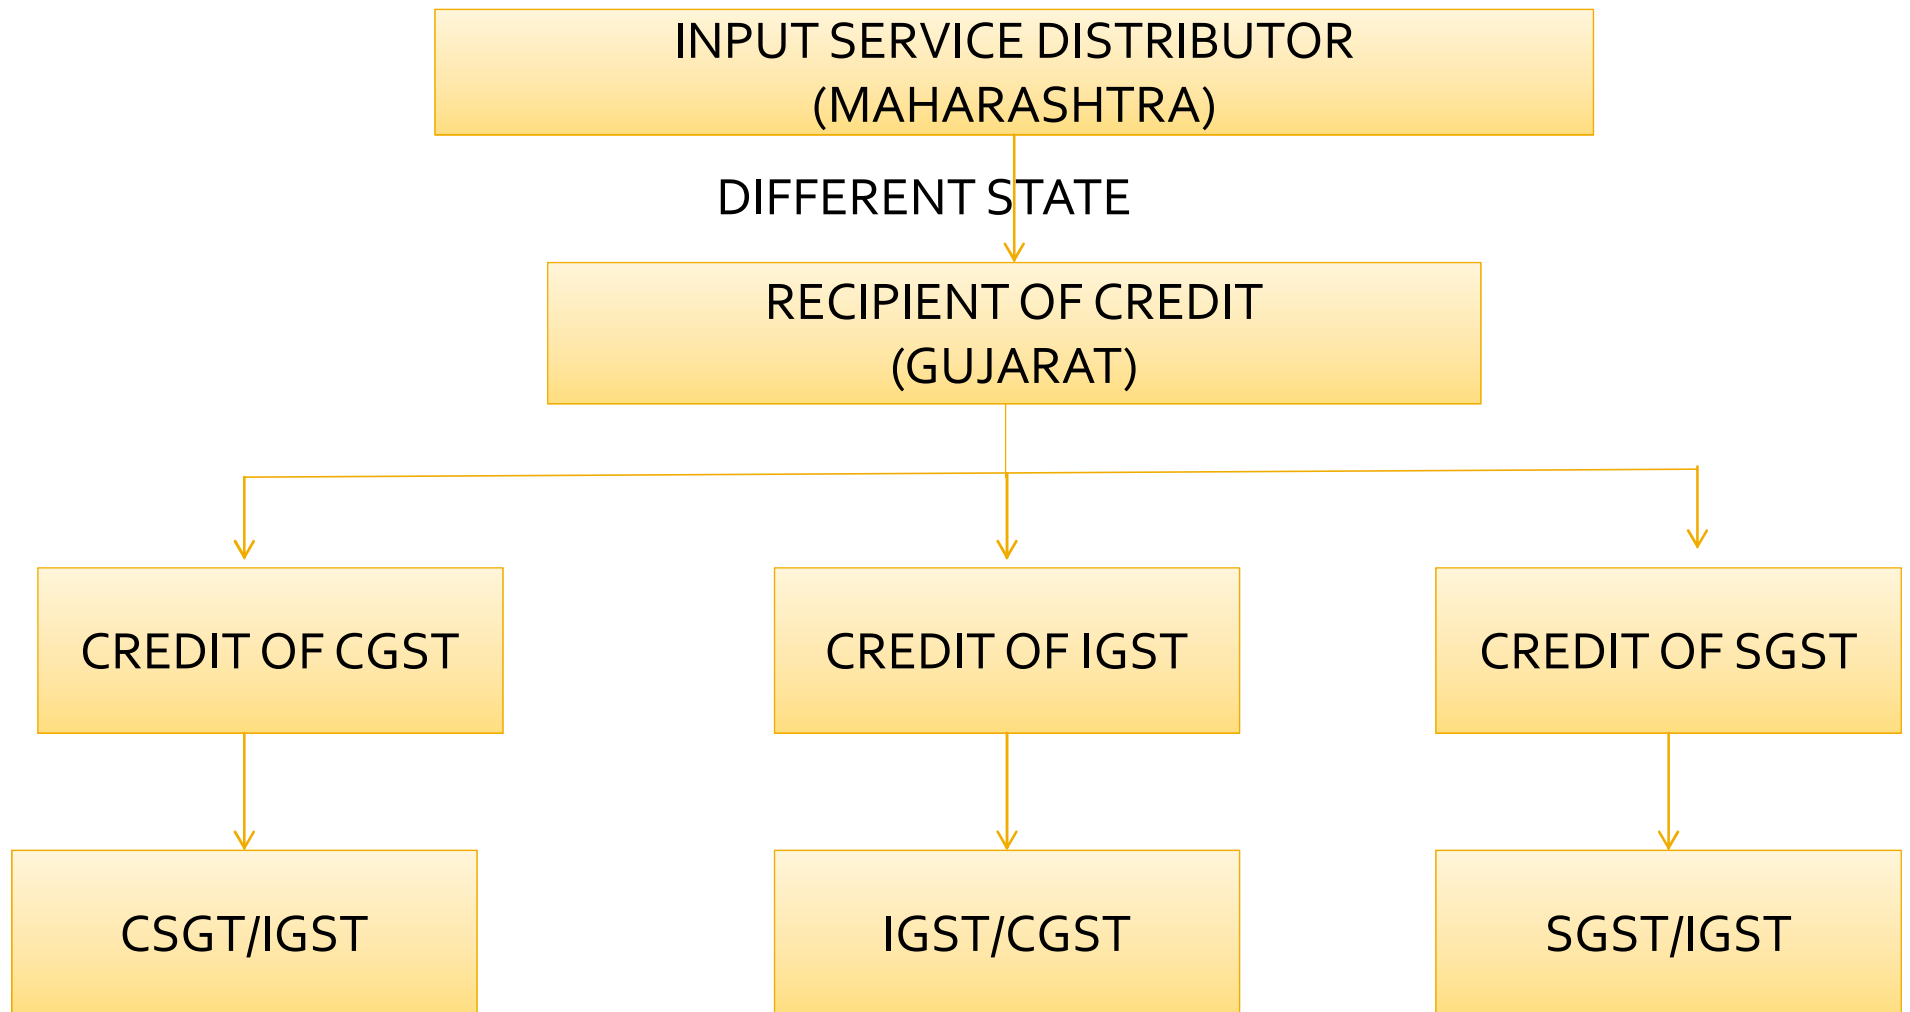 INPUT SERVICE DISTRIBUTOR
(MAHARASHTRA)
DIFFERENT STATE
RECIPIENT OF CREDIT
(GUJARAT)
CREDIT OF CGST
CREDIT OF IGST
CREDIT OF SGST
CSGT/IGST
IGST/CGST
SGST/IGST